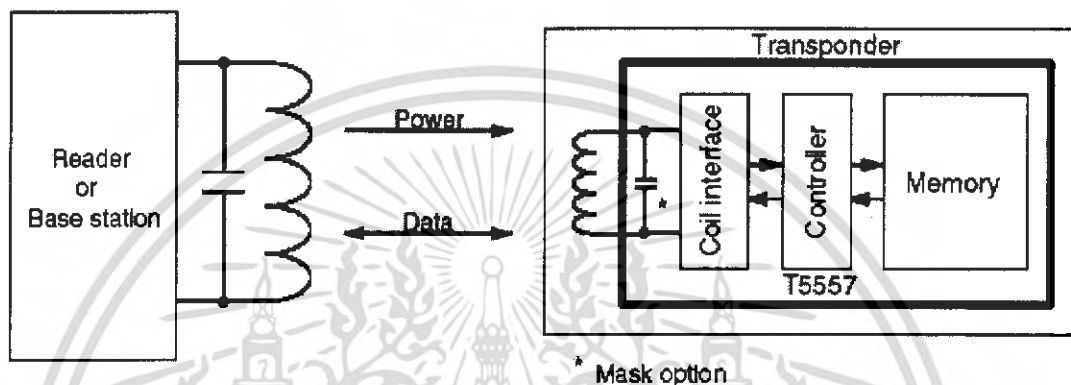 Reader
or
Base station
Power
Data
Transponder
Coil interface
Controller
Memory
*
T5557
* Mask option